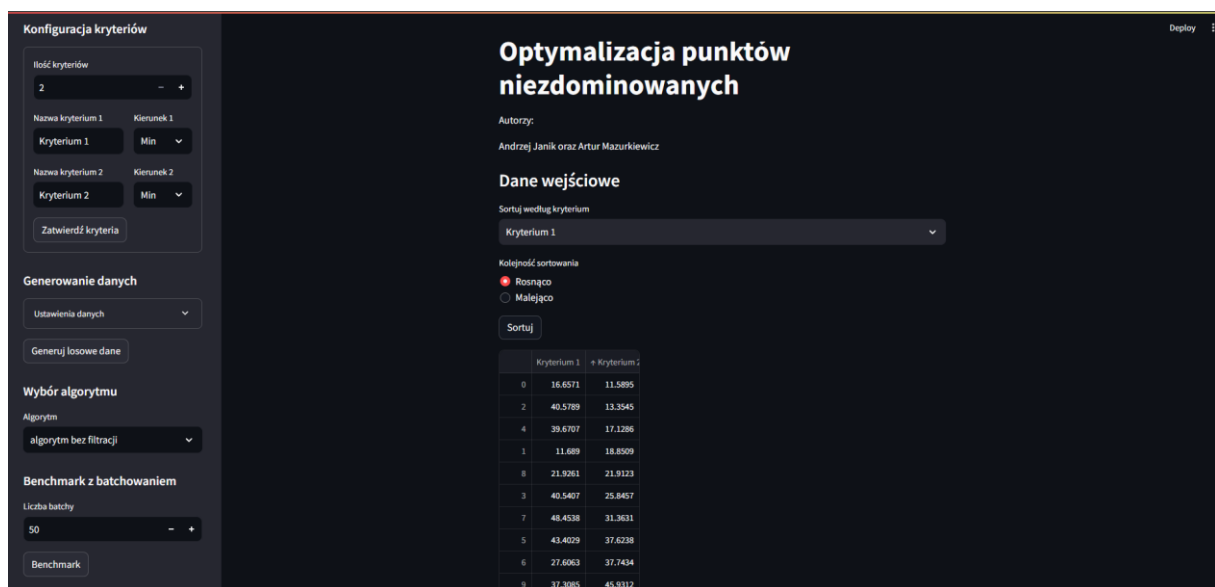 Konfiguracja kryteriów
Ilość kryteriów
2 − +
Nazwa kryterium 1 Kierunek 1
Kryterium 1 Min
Nazwa kryterium 2 Kierunek 2
Kryterium 2 Min
Zatwierdź kryteria
Generowanie danych
Ustawienia danych
Generuj losowe dane
Wybór algorytmu
Algorytm
algorytm bez filtracji
Benchmark z batchowaniem
Liczba batchy
50 − +
Benchmark
Deploy
Optymalizacja punktów
niezdominowanych
Autorzy:
Andrzej Janik oraz Artur Mazurkiewicz
Dane wejściowe
Sortuj według kryterium
Kryterium 1
Kolejność sortowania
Rosnąco
Malejąco
Sortuj
Kryterium 1 ↑ Kryterium 2
0 16.6571 11.5895
2 40.5789 13.3545
4 39.6707 17.1286
1 11.689 18.8509
8 21.9261 21.9123
3 40.5407 25.8457
7 48.4538 31.3631
5 43.4029 37.6238
6 27.6063 37.7434
9 37.3085 45.9312